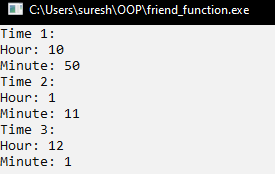 C:\Users\suresh\OOP\friend_function.exe
Time 1:
Hour: 10
Minute: 50
Time 2:
Hour: 1
Minute: 11
Time 3:
Hour: 12
Minute: 1